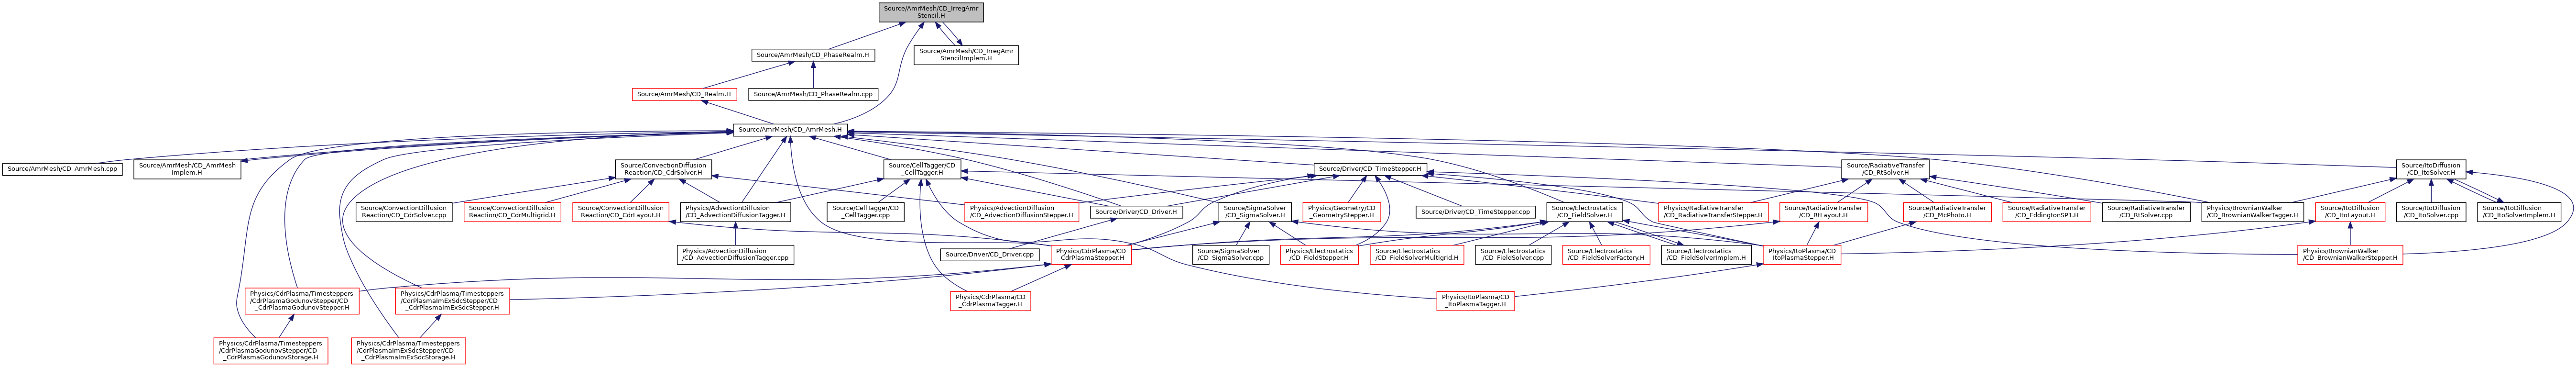 Source/AmrMesh/CD_IrregAmr
Stencil.H
Source/AmrMesh/CD_PhaseRealm.H
Source/AmrMesh/CD_IrregAmr
StencilImplem.H
Source/AmrMesh/CD_Realm.H
Source/AmrMesh/CD_PhaseRealm.cpp
Source/AmrMesh/CD_AmrMesh.H
Source/AmrMesh/CD_AmrMesh.cpp
Source/AmrMesh/CD_AmrMesh
Implem.H
Source/ConvectionDiffusion
Reaction/CD_CdrSolver.H
Source/CellTagger/CD
_CellTagger.H
Source/Driver/CD_TimeStepper.H
Source/RadiativeTransfer
/CD_RtSolver.H
Source/ItoDiffusion
/CD_ItoSolver.H
Source/ConvectionDiffusion
Reaction/CD_CdrSolver.cpp
Source/ConvectionDiffusion
Reaction/CD_CdrMultigrid.H
Source/ConvectionDiffusion
Reaction/CD_CdrLayout.H
Physics/AdvectionDiffusion
/CD_AdvectionDiffusionTagger.H
Source/CellTagger/CD
_CellTagger.cpp
Physics/AdvectionDiffusion
/CD_AdvectionDiffusionStepper.H
Source/Driver/CD_Driver.H
Source/SigmaSolver
/CD_SigmaSolver.H
Physics/Geometry/CD
_GeometryStepper.H
Source/Driver/CD_TimeStepper.cpp
Source/Electrostatics
/CD_FieldSolver.H
Physics/RadiativeTransfer
/CD_RadiativeTransferStepper.H
Source/RadiativeTransfer
/CD_RtLayout.H
Source/RadiativeTransfer
/CD_McPhoto.H
Source/RadiativeTransfer
/CD_EddingtonSP1.H
Source/RadiativeTransfer
/CD_RtSolver.cpp
Physics/BrownianWalker
/CD_BrownianWalkerTagger.H
Source/ItoDiffusion
/CD_ItoLayout.H
Source/ItoDiffusion
/CD_ItoSolver.cpp
Source/ItoDiffusion
/CD_ItoSolverImplem.H
Physics/AdvectionDiffusion
/CD_AdvectionDiffusionTagger.cpp
Source/Driver/CD_Driver.cpp
Physics/CdrPlasma/CD
_CdrPlasmaStepper.H
Source/SigmaSolver
/CD_SigmaSolver.cpp
Physics/Electrostatics
/CD_FieldStepper.H
Source/Electrostatics
/CD_FieldSolverMultigrid.H
Source/Electrostatics
/CD_FieldSolver.cpp
Source/Electrostatics
/CD_FieldSolverFactory.H
Source/Electrostatics
/CD_FieldSolverImplem.H
Physics/ItoPlasma/CD
_ItoPlasmaStepper.H
Physics/BrownianWalker
/CD_BrownianWalkerStepper.H
Physics/CdrPlasma/Timesteppers
/CdrPlasmaGodunovStepper/CD
_CdrPlasmaGodunovStepper.H
Physics/CdrPlasma/Timesteppers
/CdrPlasmaImExSdcStepper/CD
_CdrPlasmaImExSdcStepper.H
Physics/CdrPlasma/CD
_CdrPlasmaTagger.H
Physics/ItoPlasma/CD
_ItoPlasmaTagger.H
Physics/CdrPlasma/Timesteppers
/CdrPlasmaGodunovStepper/CD
_CdrPlasmaGodunovStorage.H
Physics/CdrPlasma/Timesteppers
/CdrPlasmaImExSdcStepper/CD
_CdrPlasmaImExSdcStorage.H